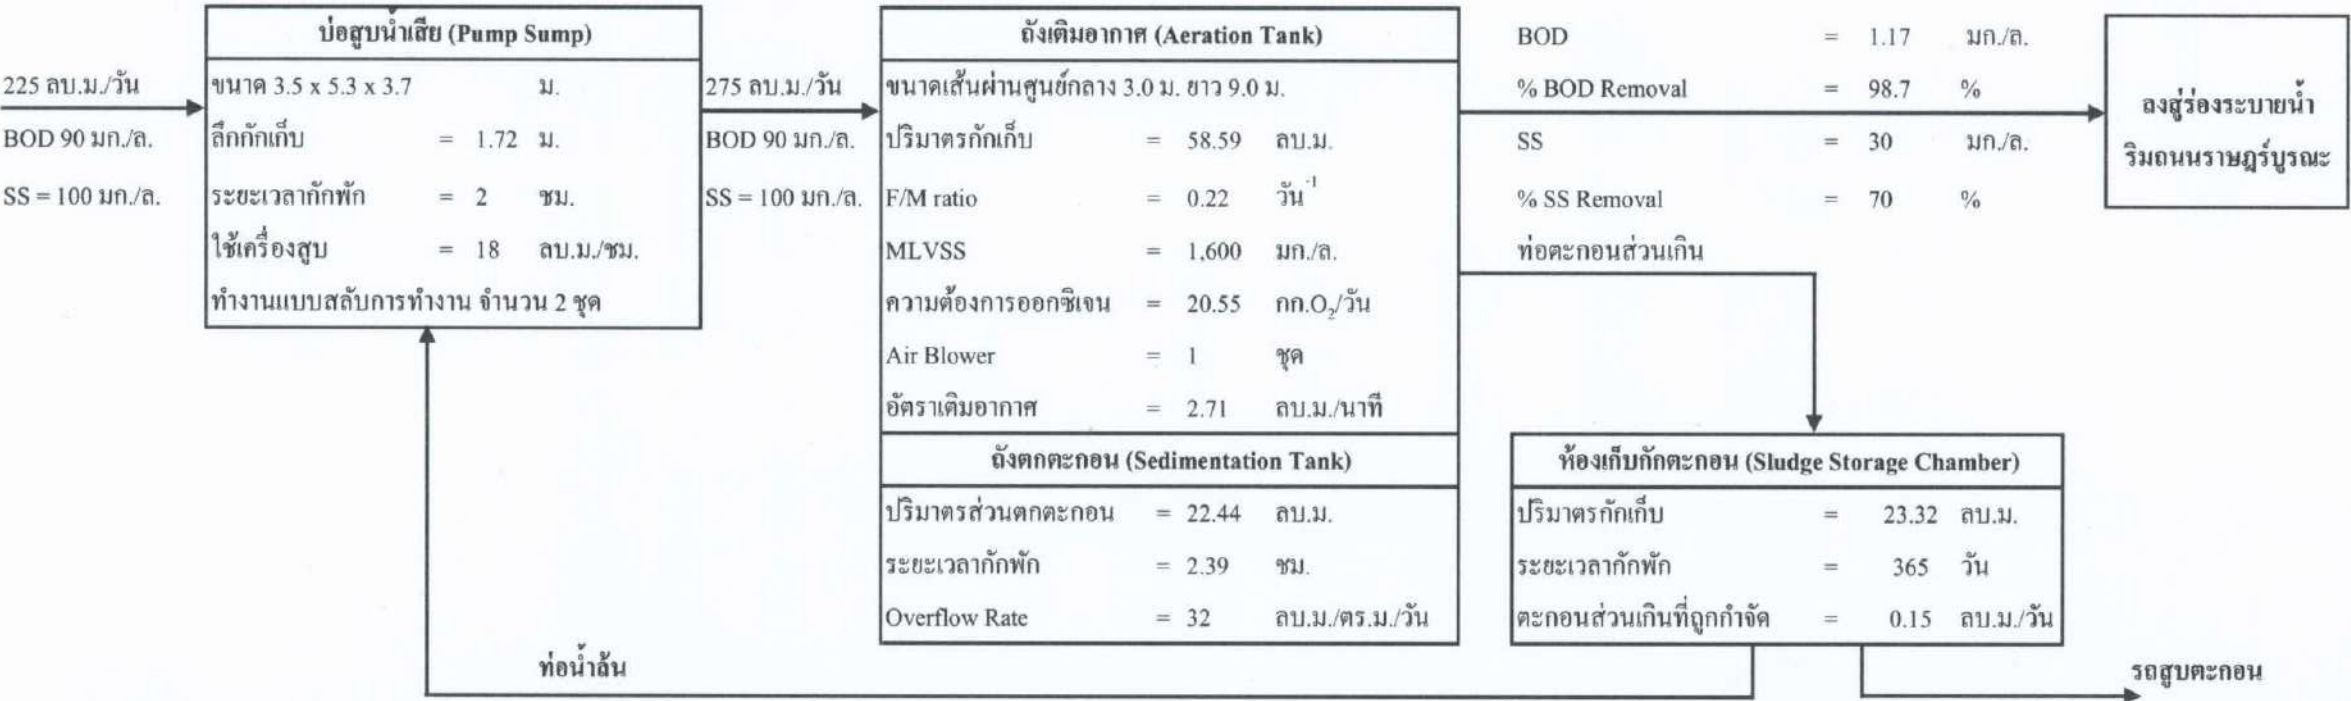 225 ลบ.ม./วัน
BOD 90 มก./ล.
SS = 100 มก./ล.
บ่อสูบน้ำเสีย (Pump Sump)
ขนาด 3.5 x 5.3 x 3.7 ม.
ลึกกักเก็บ = 1.72 ม.
ระยะเวลากักพัก = 2 ชม.
ใช้เครื่องสูบ = 18 ลบ.ม./ชม.
ทำงานแบบสลับการทำงาน จำนวน 2 ชุด
275 ลบ.ม./วัน
BOD 90 มก./ล.
SS = 100 มก./ล.
ถังเติมอากาศ (Aeration Tank)
ขนาดเส้นผ่านศูนย์กลาง 3.0 ม. ยาว 9.0 ม.
ปริมาตรกักเก็บ = 58.59 ลบ.ม.
F/M ratio = 0.22 วัน⁻¹
MLVSS = 1,600 มก./ล.
ความต้องการออกซิเจน = 20.55 กก.O₂/วัน
Air Blower = 1 ชุด
อัตราเติมอากาศ = 2.71 ลบ.ม./นาที
ถังตกตะกอน (Sedimentation Tank)
ปริมาตรส่วนตกตะกอน = 22.44 ลบ.ม.
ระยะเวลากักพัก = 2.39 ชม.
Overflow Rate = 32 ลบ.ม./ตร.ม./วัน
BOD = 1.17 มก./ล.
% BOD Removal = 98.7 %
SS = 30 มก./ล.
% SS Removal = 70 %
ท่อตะกอนส่วนเกิน
ลงสู่ร่องระบายน้ำ
ริมถนนราษฎร์บูรณะ
ห้องเก็บกักตะกอน (Sludge Storage Chamber)
ปริมาตรกักเก็บ = 23.32 ลบ.ม.
ระยะเวลากักพัก = 365 วัน
ตะกอนส่วนเกินที่ถูกกำจัด = 0.15 ลบ.ม./วัน
ท่อน้ำล้น
รถสูบตะกอน